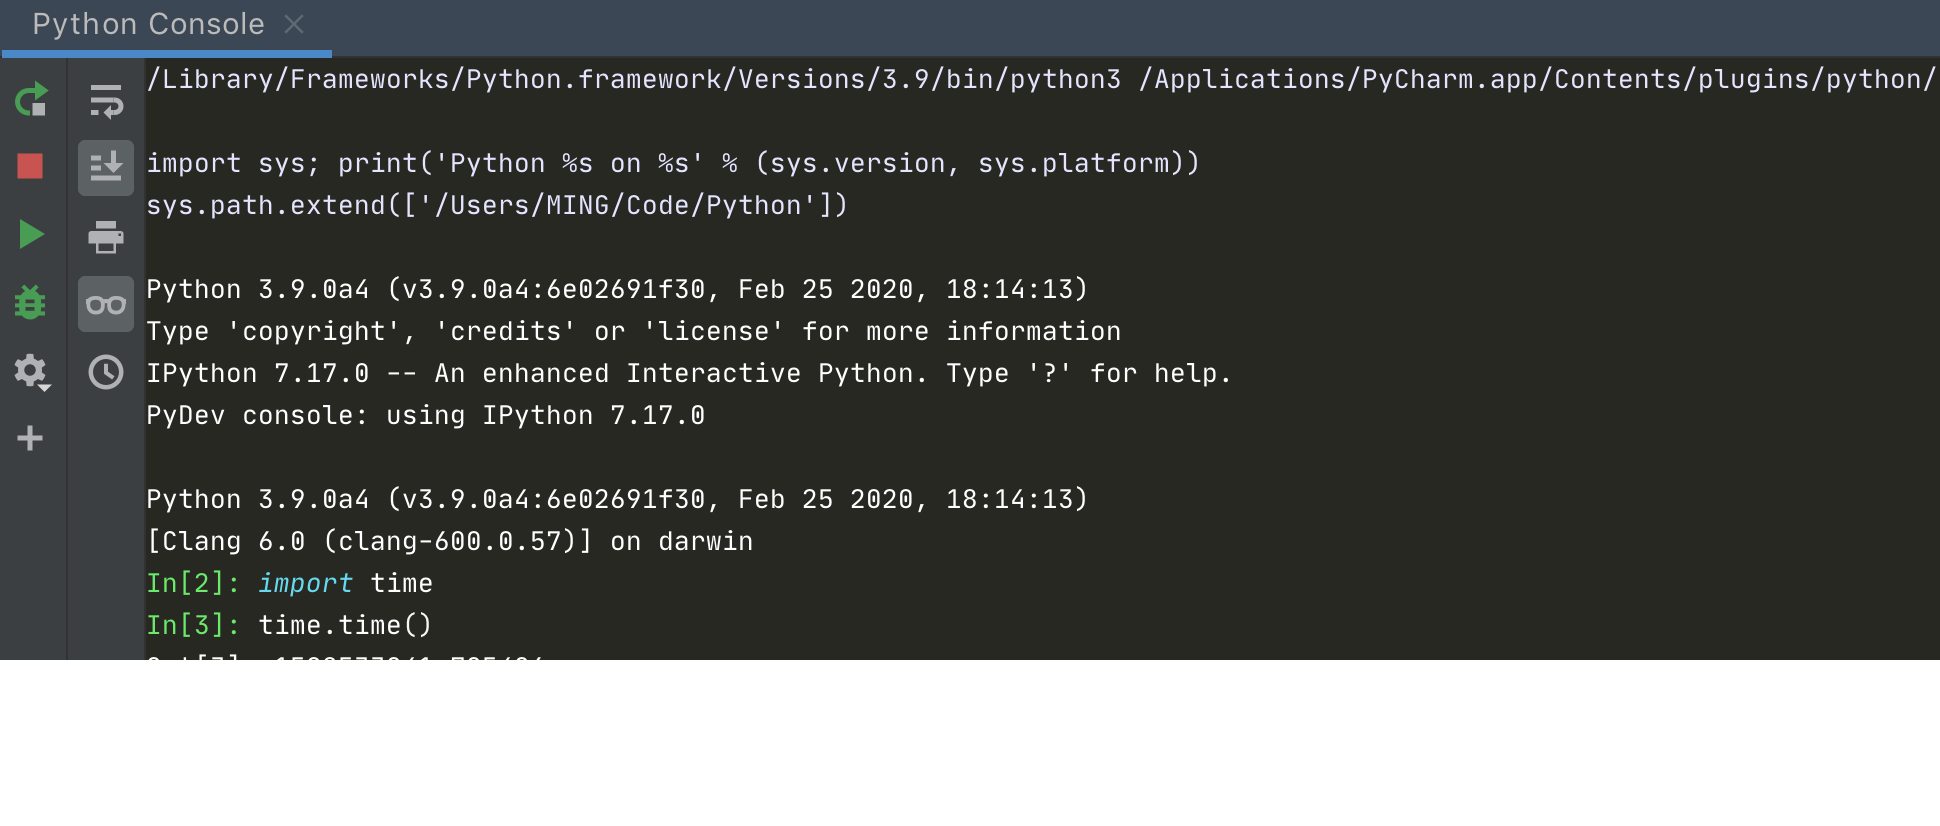 Python Console
/Library/Frameworks/Python.framework/Versions/3.9/bin/python3 /Applications/PyCharm.app/Contents/plugins/python/
import sys; print('Python %s on %s' % (sys.version, sys.platform))
sys.path.extend(['/Users/MING/Code/Python'])
Python 3.9.0a4 (v3.9.0a4:6e02691f30, Feb 25 2020, 18:14:13)
Type 'copyright', 'credits' or 'license' for more information
IPython 7.17.0 -- An enhanced Interactive Python. Type '?' for help.
PyDev console: using IPython 7.17.0
Python 3.9.0a4 (v3.9.0a4:6e02691f30, Feb 25 2020, 18:14:13)
[Clang 6.0 (clang-600.0.57)] on darwin
In[2]: import time
In[3]: time.time()